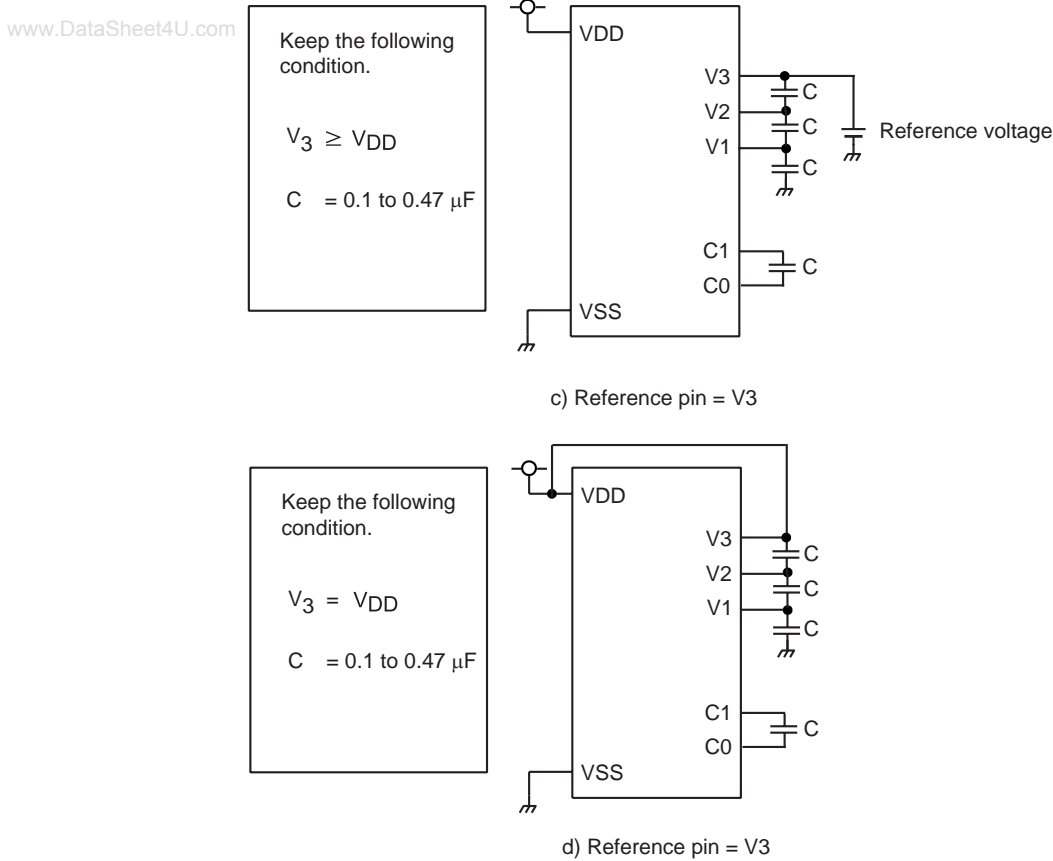 www.DataSheet4U.com
Keep the following
condition.
V3 ≥ VDD
C = 0.1 to 0.47 μF
VDD
V3
V2
V1
C1
C0
VSS
C
C
C
C
Reference voltage
c) Reference pin = V3
Keep the following
condition.
V3 = VDD
C = 0.1 to 0.47 μF
VDD
V3
V2
V1
C1
C0
VSS
C
C
C
C
d) Reference pin = V3